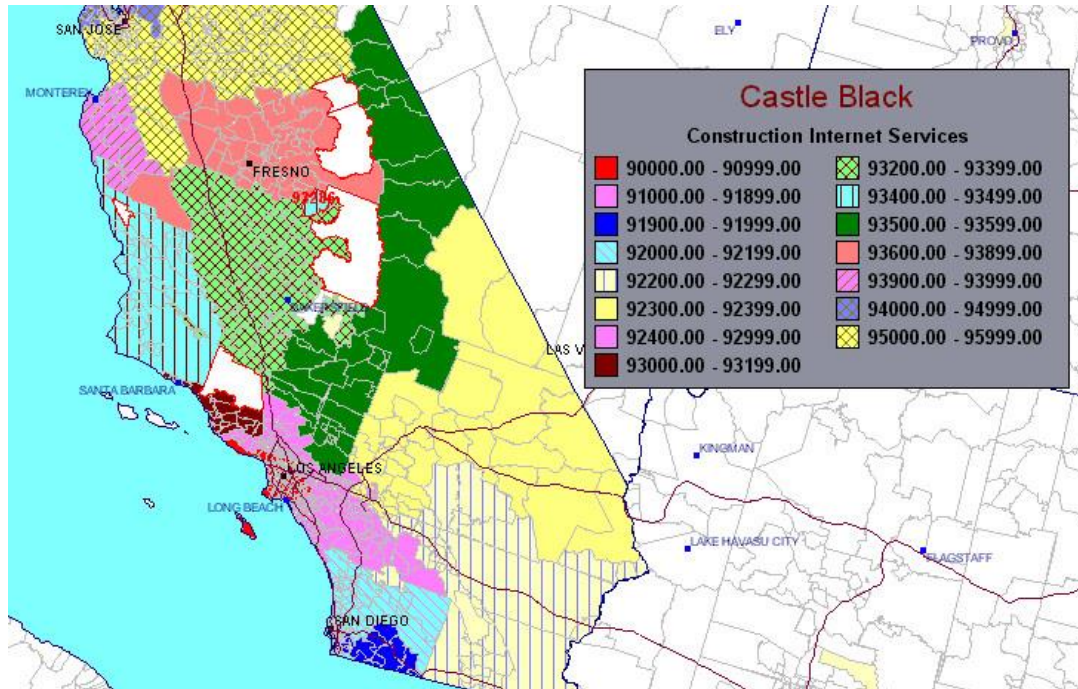 SAN JOSE
ELY
PROVO
MONTEREY
Castle Black
Construction Internet Services
90000.00 - 90999.00
91000.00 - 91899.00
91900.00 - 91999.00
92000.00 - 92199.00
92200.00 - 92299.00
92300.00 - 92399.00
92400.00 - 92999.00
93000.00 - 93199.00
93200.00 - 93399.00
93400.00 - 93499.00
93500.00 - 93599.00
93600.00 - 93899.00
93900.00 - 93999.00
94000.00 - 94999.00
95000.00 - 95999.00
FRESNO
BAKERSFIELD
LAS V
SANTA BARBARA
KINGMAN
LOS ANGELES
LONG BEACH
LAKE HAVASU CITY
FLAGSTAFF
SAN DIEGO